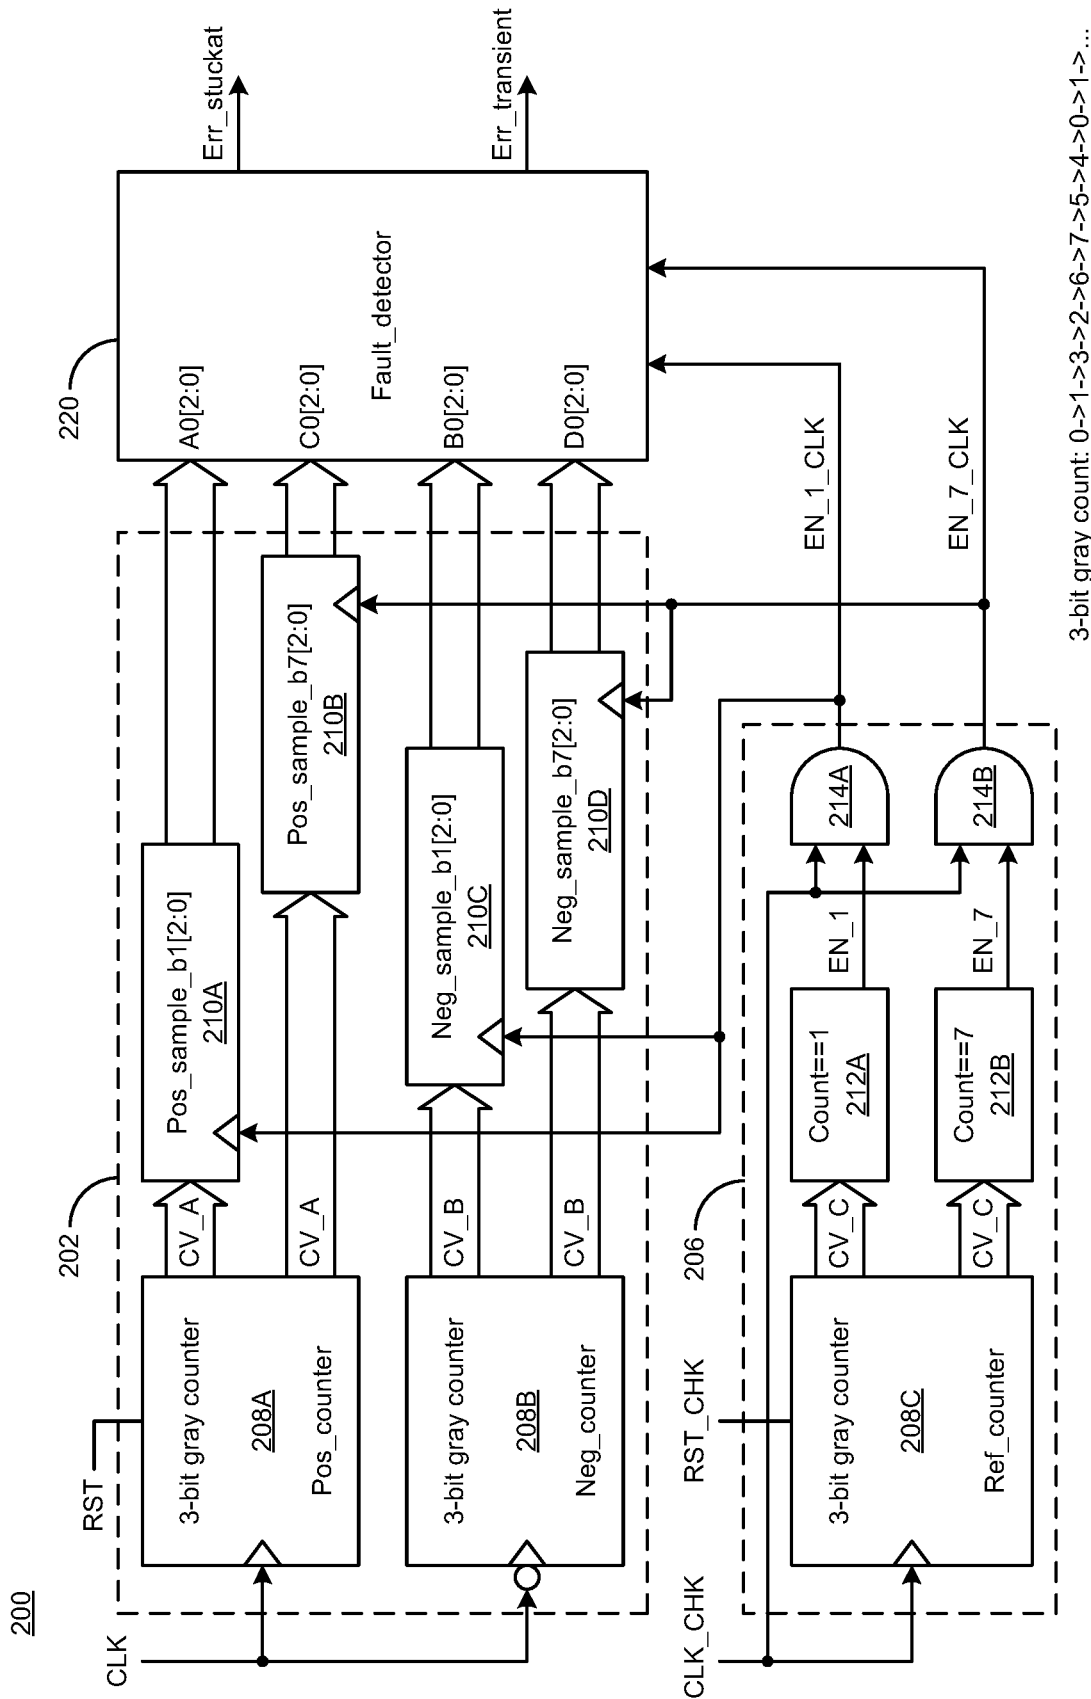 200
CLK
RST
202
3-bit gray counter
208A
Pos_counter
CV_A
CV_A
Pos_sample_b1[2:0]
210A
Pos_sample_b7[2:0]
210B
3-bit gray counter
208B
Neg_counter
CV_B
CV_B
Neg_sample_b1[2:0]
210C
Neg_sample_b7[2:0]
210D
220
A0[2:0]
C0[2:0]
B0[2:0]
D0[2:0]
Fault_detector
Err_stuckat
Err_transient
CLK_CHK
RST_CHK
206
3-bit gray counter
208C
Ref_counter
CV_C
CV_C
Count==1
212A
Count==7
212B
EN_1
EN_7
214A
214B
EN_1_CLK
EN_7_CLK
3-bit gray count: 0->1->3->2->6->7->5->4->0->1->...